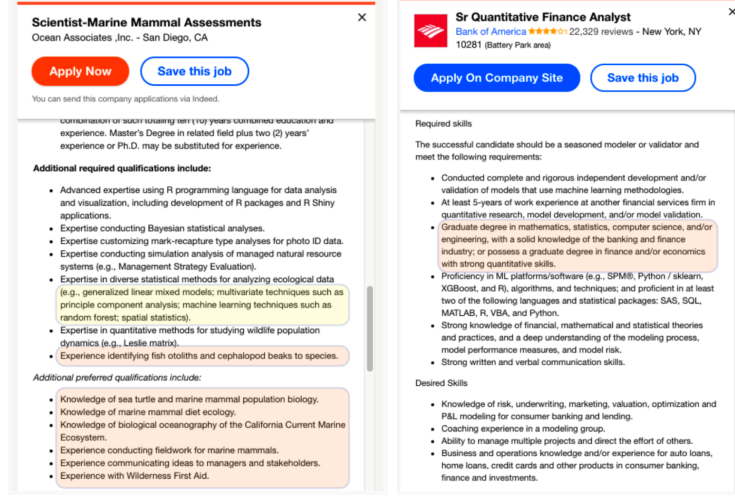 Scientist-Marine Mammal Assessments
Ocean Associates ,Inc. - San Diego, CA
Apply Now
Save this job
You can send this company applications via Indeed.
combination of such totaling ten (10) years combined education and
experience. Master's Degree in related field plus two (2) years'
experience or Ph.D. may be substituted for experience.
Additional required qualifications include:
• Advanced expertise using R programming language for data analysis
and visualization, including development of R packages and R Shiny
applications.
• Expertise conducting Bayesian statistical analyses.
• Expertise customizing mark-recapture type analyses for photo ID data.
• Expertise conducting simulation analysis of managed natural resource
systems (e.g., Management Strategy Evaluation).
• Expertise in diverse statistical methods for analyzing ecological data
(e.g., generalized linear mixed models; multivariate techniques such as
principle component analysis; machine learning techniques such as
random forest; spatial statistics).
• Expertise in quantitative methods for studying wildlife population
dynamics (e.g., Leslie matrix).
• Experience identifying fish otoliths and cephalopod beaks to species.
Additional preferred qualifications include:
• Knowledge of sea turtle and marine mammal population biology.
• Knowledge of marine mammal diet ecology.
• Knowledge of biological oceanography of the California Current Marine
Ecosystem.
• Experience conducting fieldwork for marine mammals.
• Experience communicating ideas to managers and stakeholders.
• Experience with Wilderness First Aid.
Sr Quantitative Finance Analyst
Bank of America 22,329 reviews - New York, NY
10281 (Battery Park area)
Apply On Company Site
Save this job
Required skills
The successful candidate should be a seasoned modeler or validator and
meet the following requirements:
• Conducted complete and rigorous independent development and/or
validation of models that use machine learning methodologies.
• At least 5-years of work experience at another financial services firm in
quantitative research, model development, and/or model validation.
• Graduate degree in mathematics, statistics, computer science, and/or
engineering, with a solid knowledge of the banking and finance
industry; or possess a graduate degree in finance and/or economics
with strong quantitative skills.
• Proficiency in ML platforms/software (e.g., SPM®, Python / sklearn,
XGBoost, and R), algorithms, and techniques; and proficient in at least
two of the following languages and statistical packages: SAS, SQL,
MATLAB, R, VBA, and Python.
• Strong knowledge of financial, mathematical and statistical theories
and practices, and a deep understanding of the modeling process,
model performance measures, and model risk.
• Strong written and verbal communication skills.
Desired Skills
• Knowledge of risk, underwriting, marketing, valuation, optimization and
P&L modeling for consumer banking and lending.
• Coaching experience in a modeling group.
• Ability to manage multiple projects and direct the effort of others.
• Business and operations knowledge and/or experience for auto loans,
home loans, credit cards and other products in consumer banking,
finance and investments.